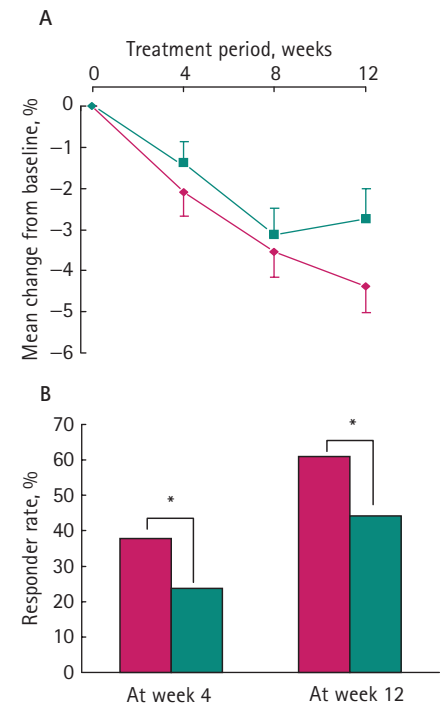 A
Treatment period, weeks
0 4 8 12
Mean change from baseline, %
0
–1
–2
–3
–4
–5
–6
B
Responder rate, %
70
60
50
40
30
20
10
0
*
*
At week 4 At week 12